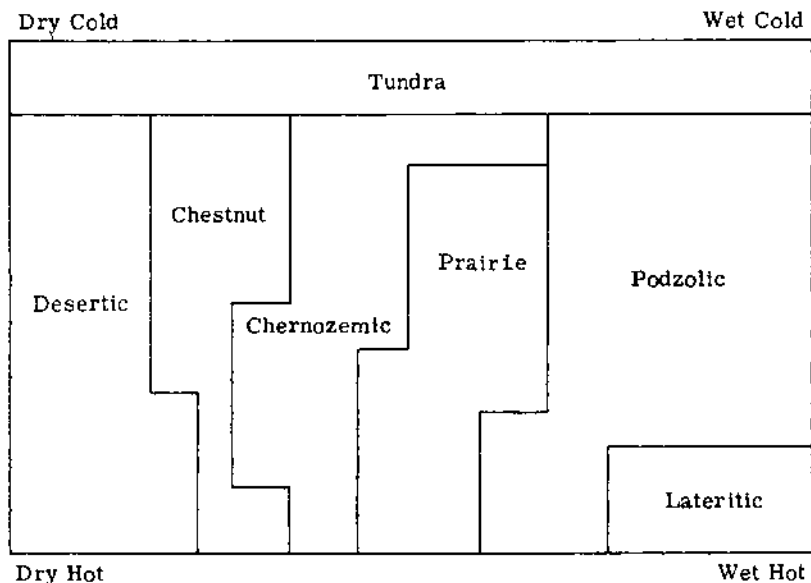 Dry Cold
Wet Cold
Tundra
Chestnut
Prairie
Podzolic
Desertic
Chernozemic
Lateritic
Dry Hot
Wet Hot